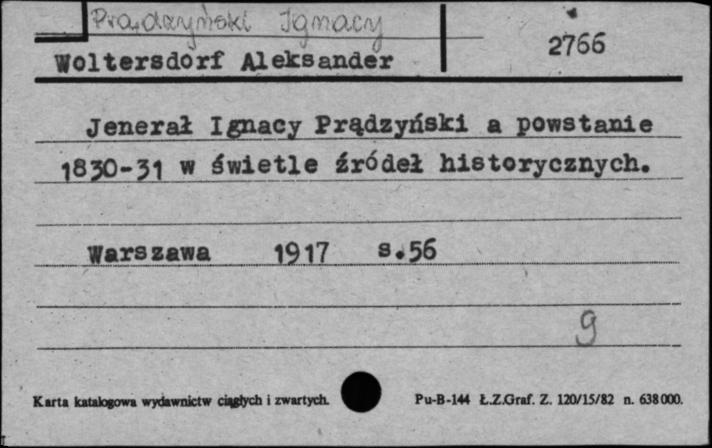 Prądzyński Ignacy
2766
Woltersdorf Aleksander
Jenerał Ignacy Prądzyński a powstanie
1830-31 w świetle źródeł historycznych.
Warszawa 1917 s.56
9
Karta katalogowa wydawnictw ciągłych i zwartych.
Pu-B-144 Ł.Z.Graf. Z. 120/15/82 n. 638000.